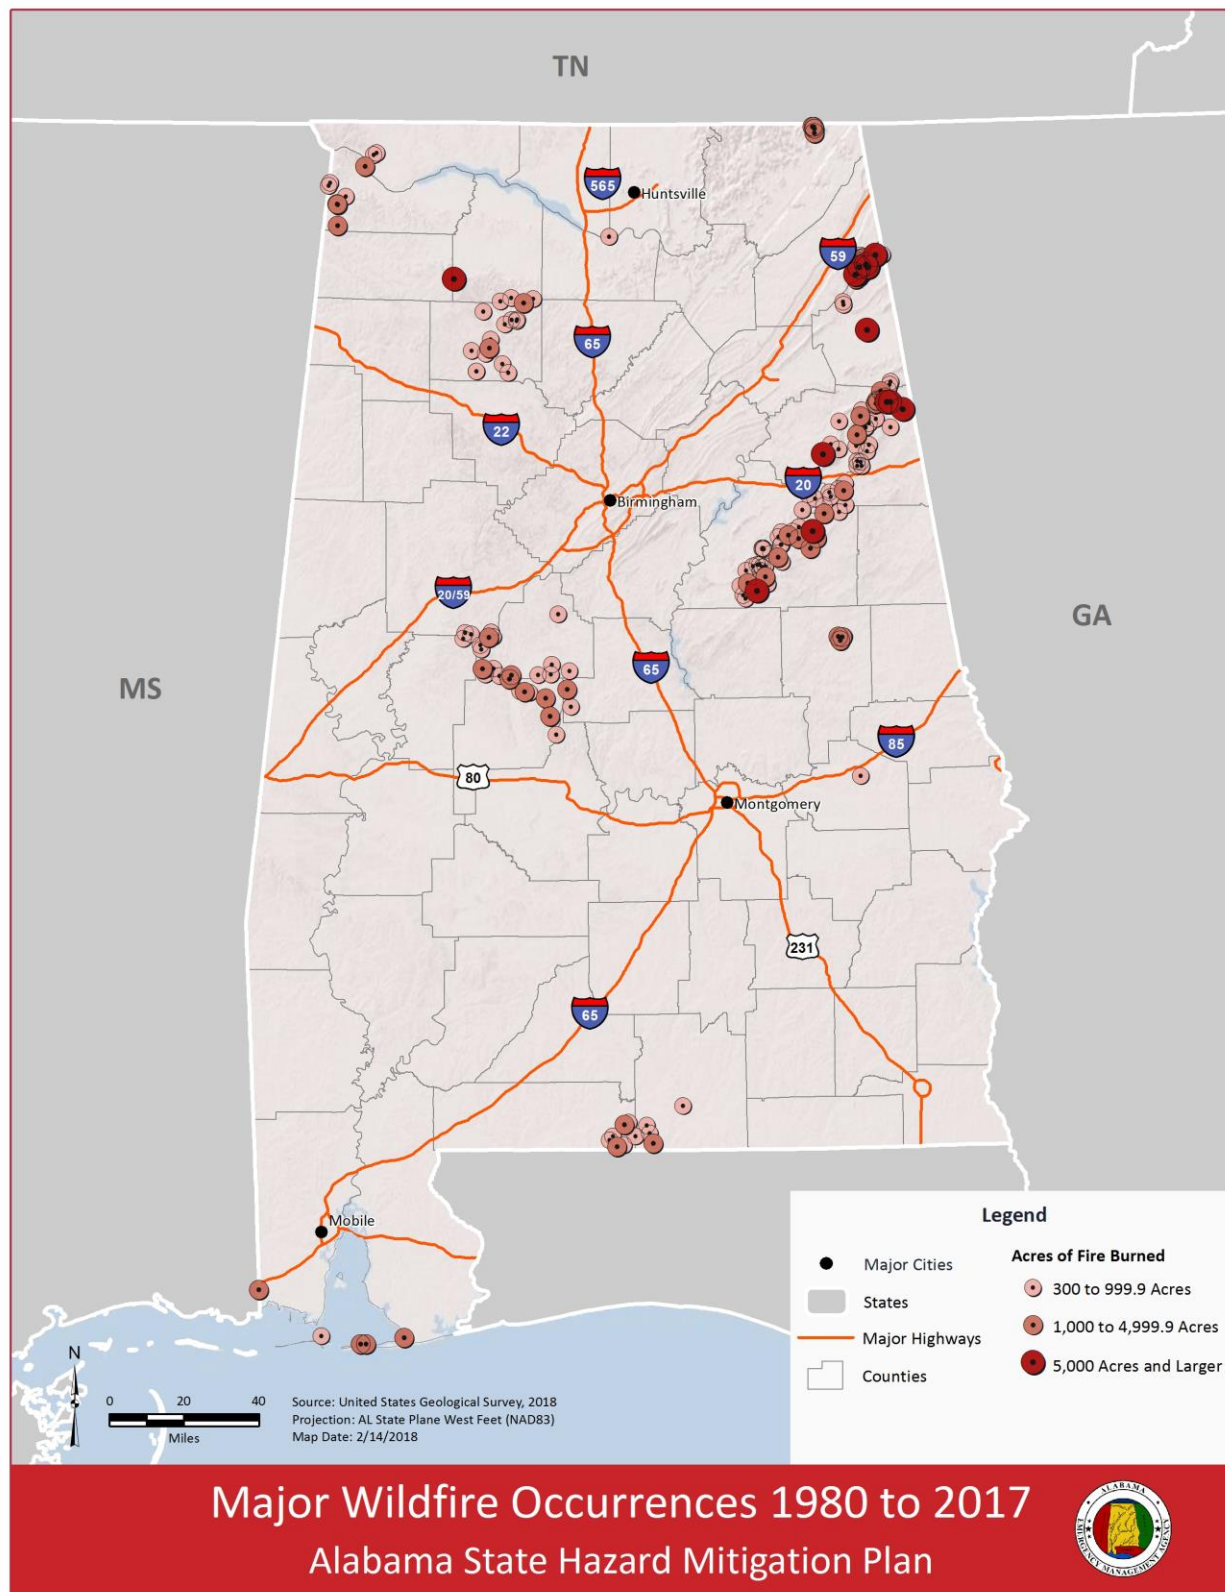 TN
565
Huntsville
59
65
22
20
Birmingham
20/59
GA
65
MS
85
80
Montgomery
231
65
Mobile
Legend
Major Cities
States
Major Highways
Counties
Acres of Fire Burned
300 to 999.9 Acres
1,000 to 4,999.9 Acres
5,000 Acres and Larger
N
0 20 40
Miles
Source: United States Geological Survey, 2018
Projection: AL State Plane West Feet (NAD83)
Map Date: 2/14/2018
Major Wildfire Occurrences 1980 to 2017
Alabama State Hazard Mitigation Plan
ALABAMA
EMERGENCY MANAGEMENT AGENCY